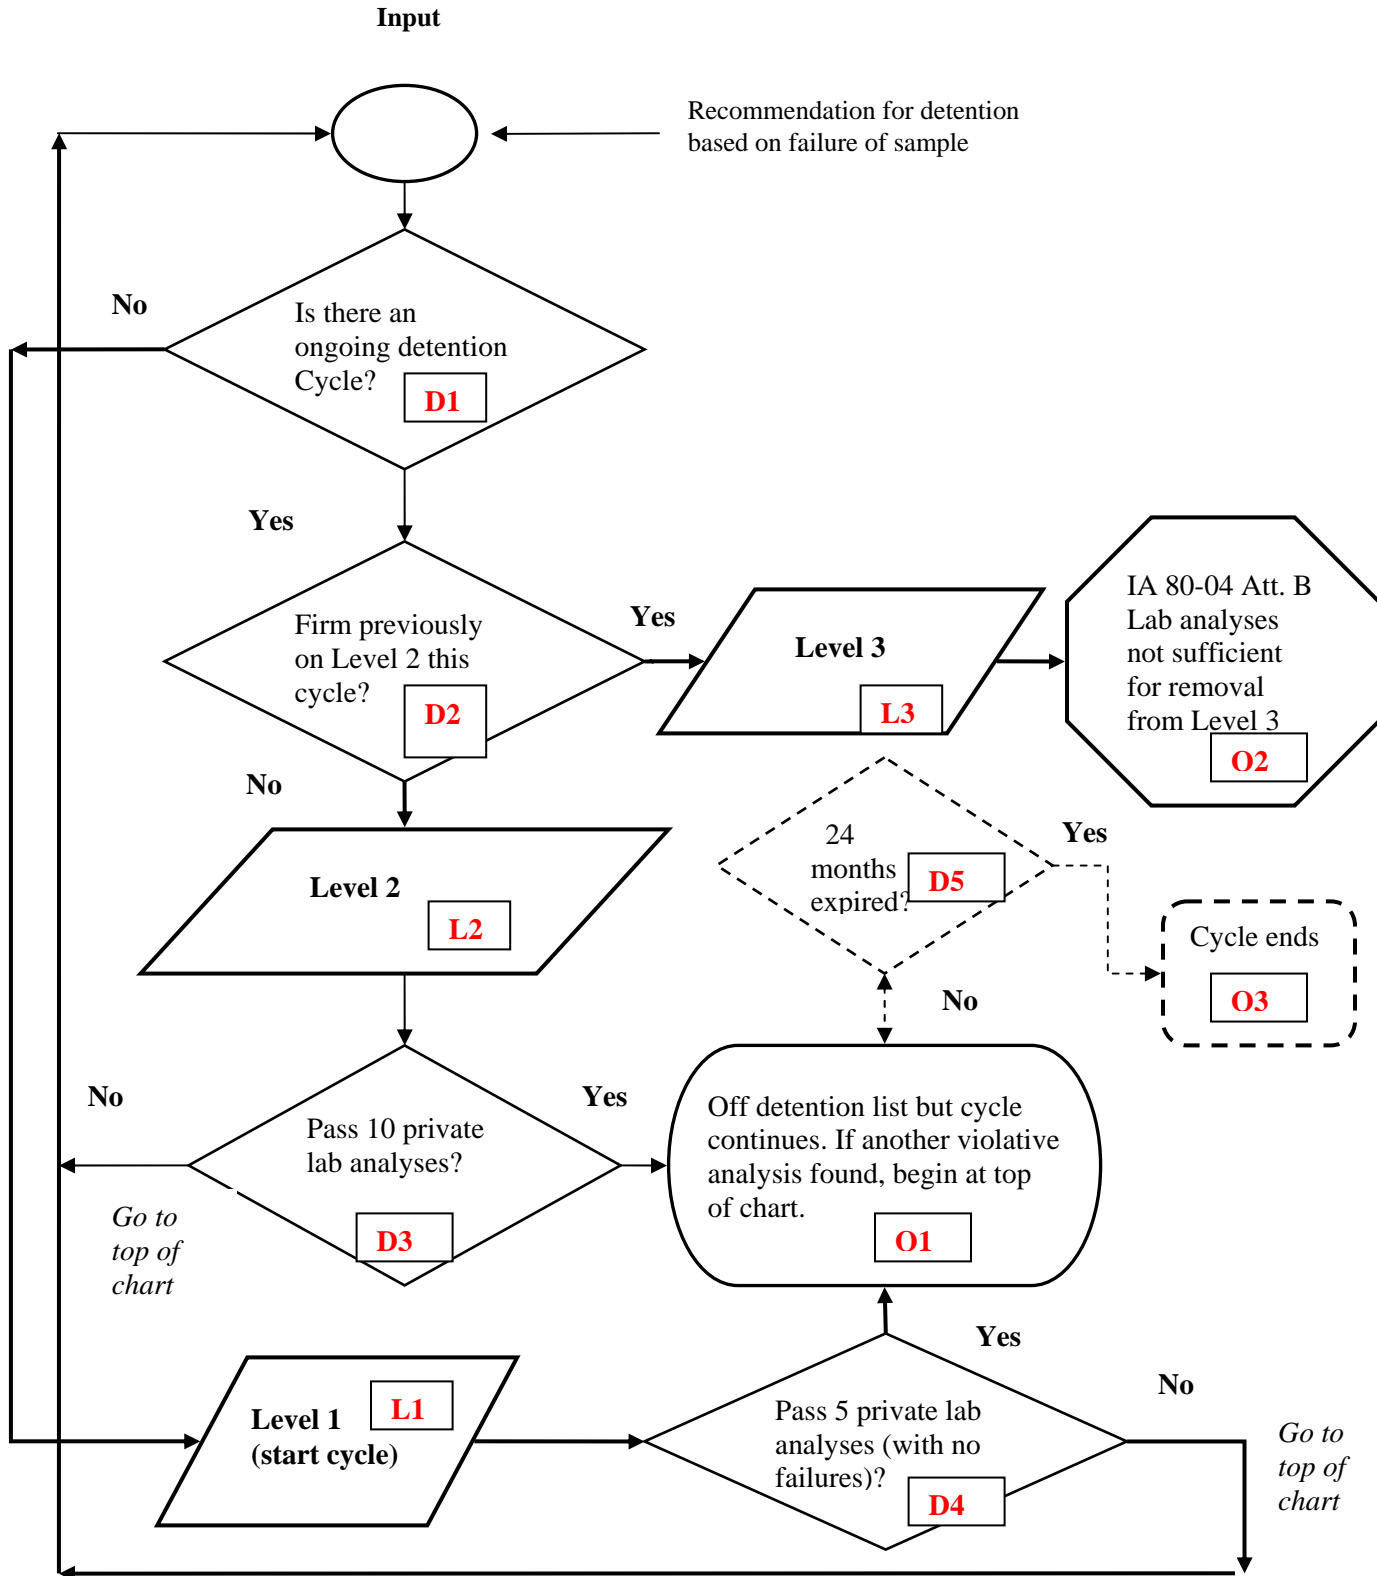 Input
Recommendation for detention
based on failure of sample
No
Is there an
ongoing detention
Cycle?
D1
Yes
Firm previously
on Level 2 this
cycle?
D2
Yes
Level 3
L3
IA 80-04 Att. B
Lab analyses
not sufficient
for removal
from Level 3
O2
No
Level 2
L2
24
months
expired?
D5
Yes
Cycle ends
O3
No
No
Pass 10 private
lab analyses?
D3
Yes
Go to
top of
chart
Off detention list but cycle
continues. If another violative
analysis found, begin at top
of chart.
O1
Level 1
(start cycle)
L1
Yes
Pass 5 private lab
analyses (with no
failures)?
D4
No
Go to
top of
chart